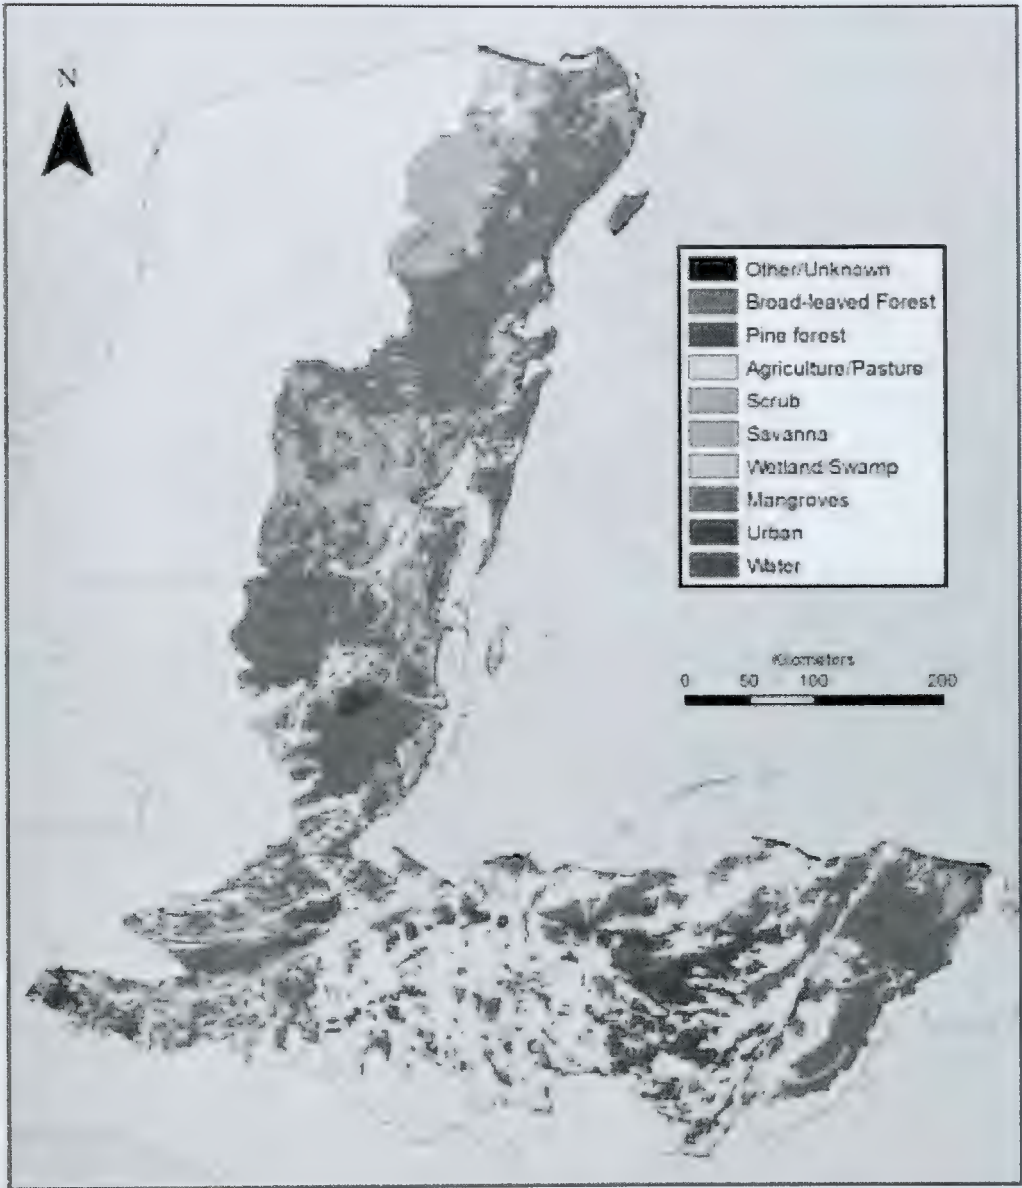 N
Other/Unknown
Broad-leaved Forest
Pine forest
Agriculture/Pasture
Scrub
Savanna
Wetland Swamp
Mangroves
Urban
Water
Kilometers
0 50 100 200